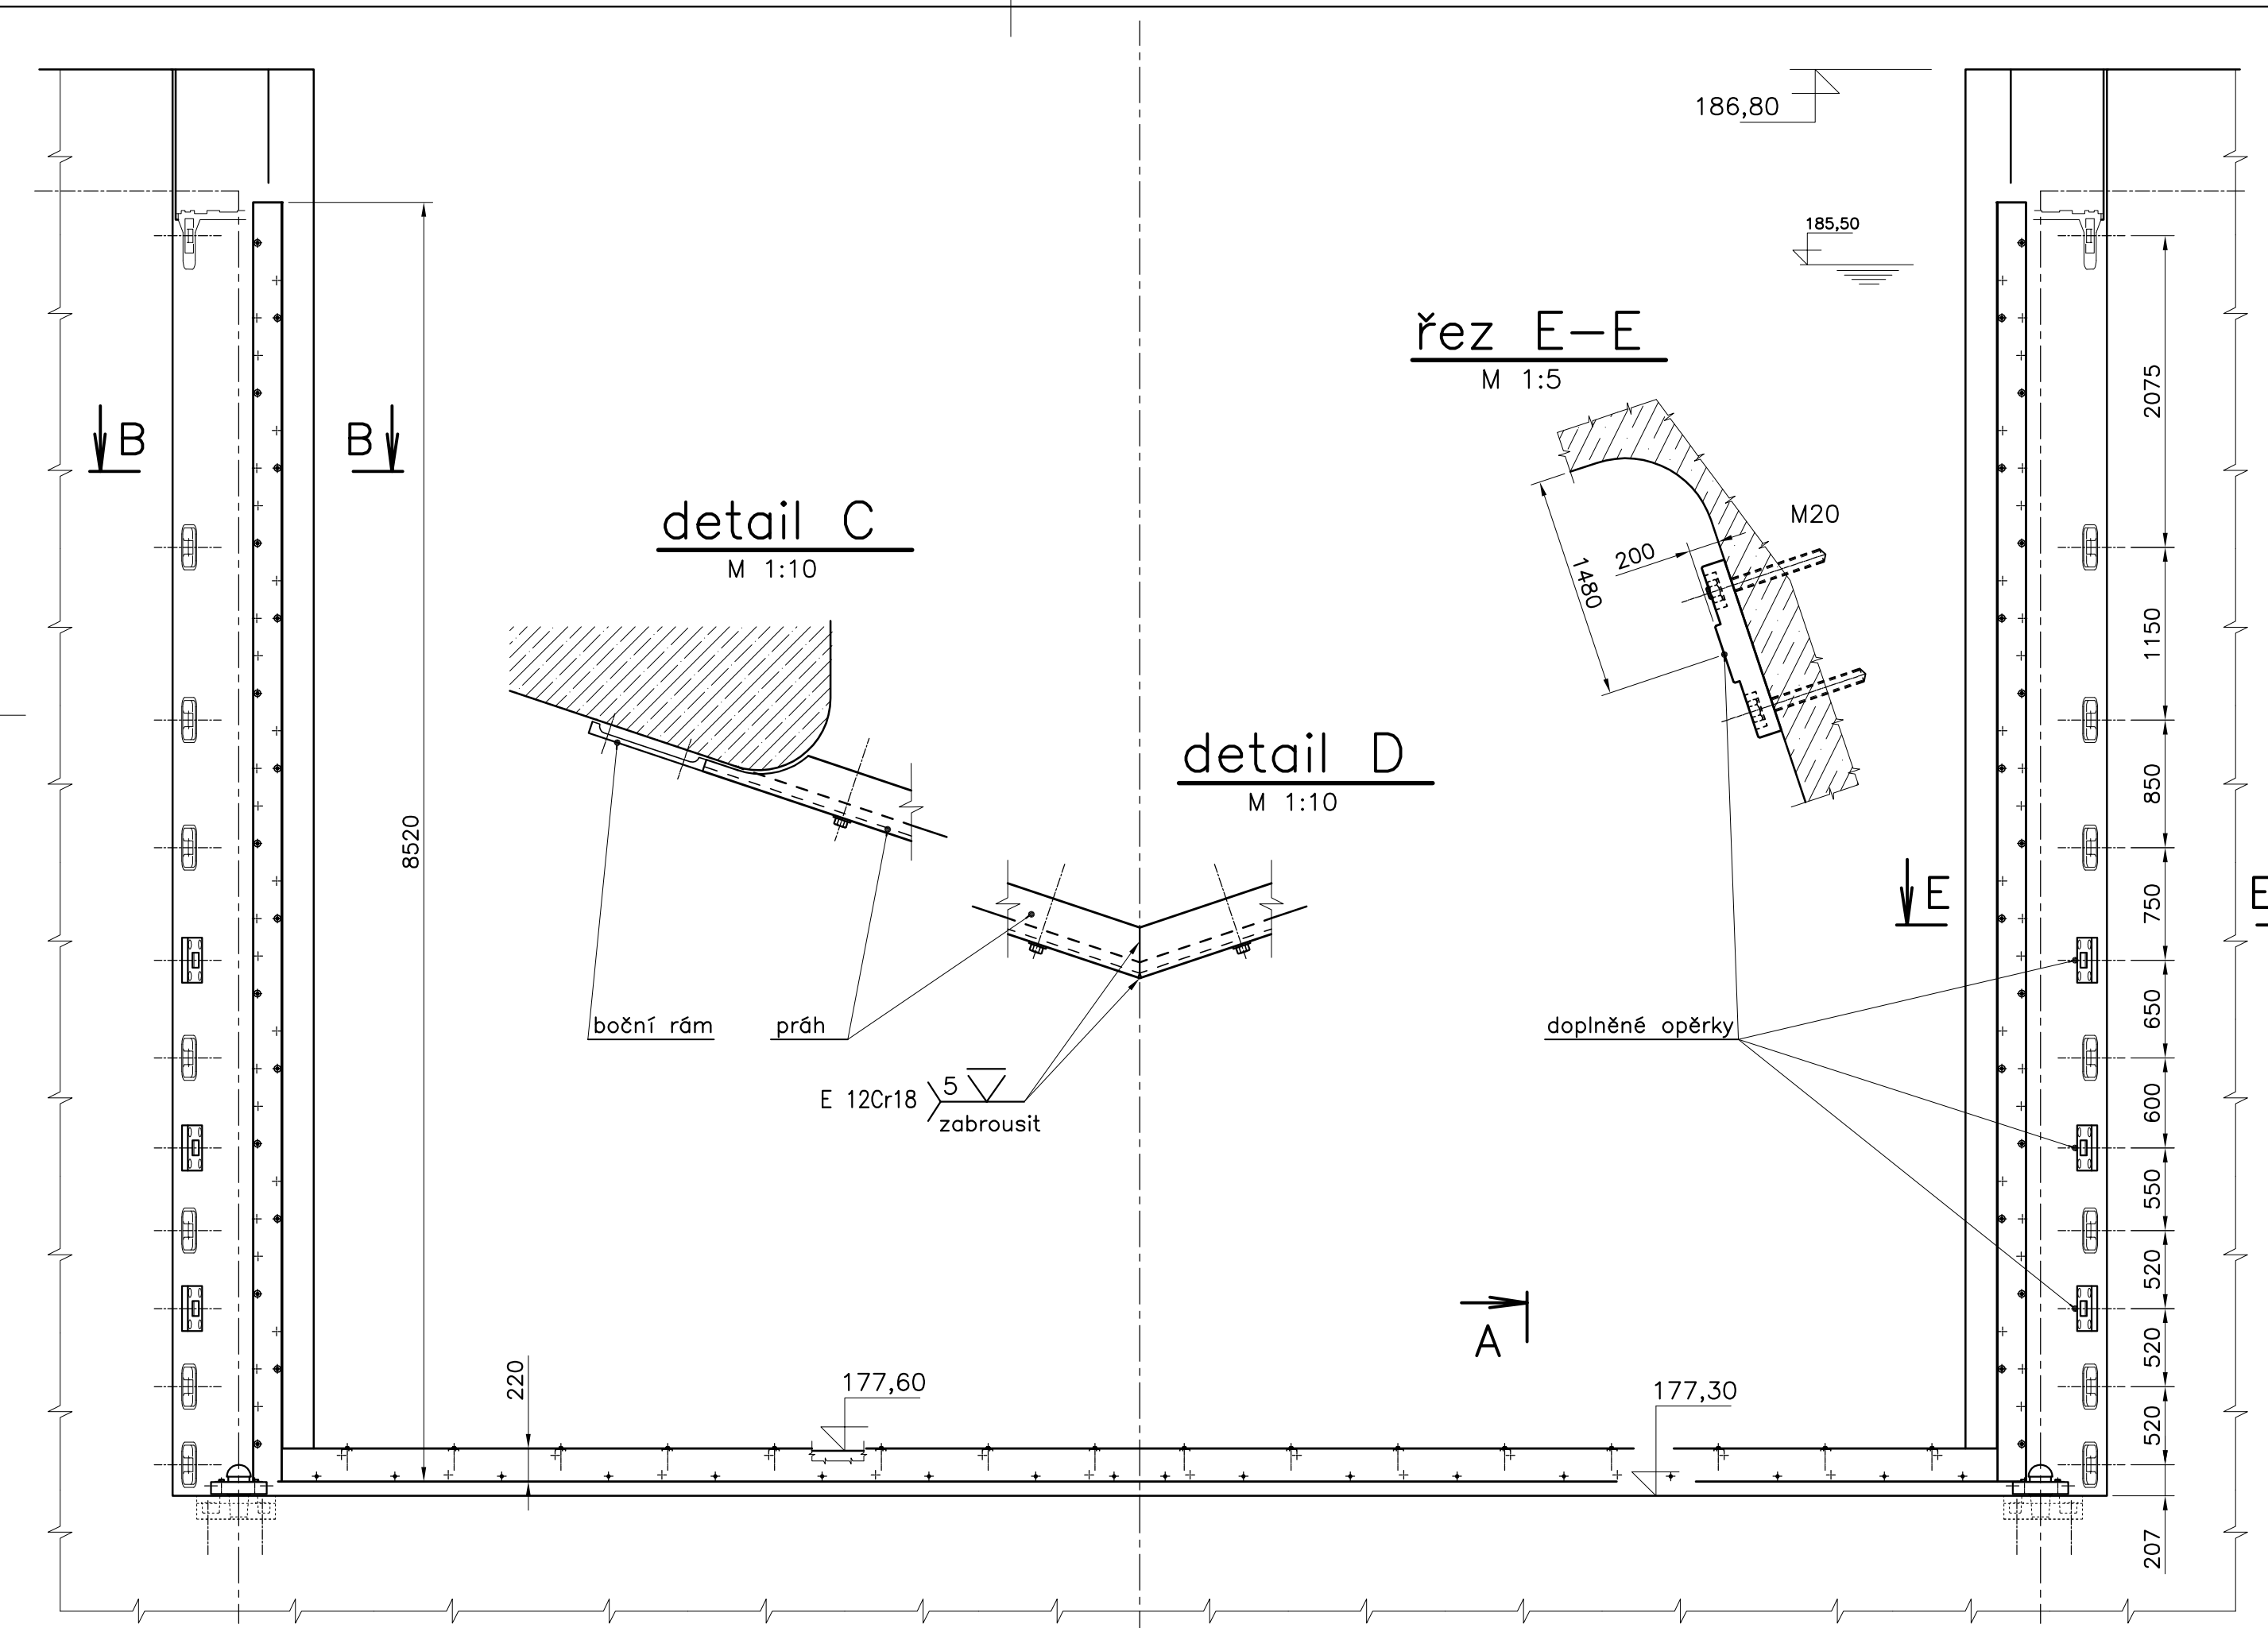 186,80
185,50
řez E–E
M 1:5
2075
B
B
detail C
M 1:10
M20
200
1480
1150
detail D
M 1:10
850
8520
E
E
750
650
boční rám
práh
doplněné opěrky
E 12Cr18
5
zabrousit
600
550
520
A
520
220
177,60
177,30
520
207